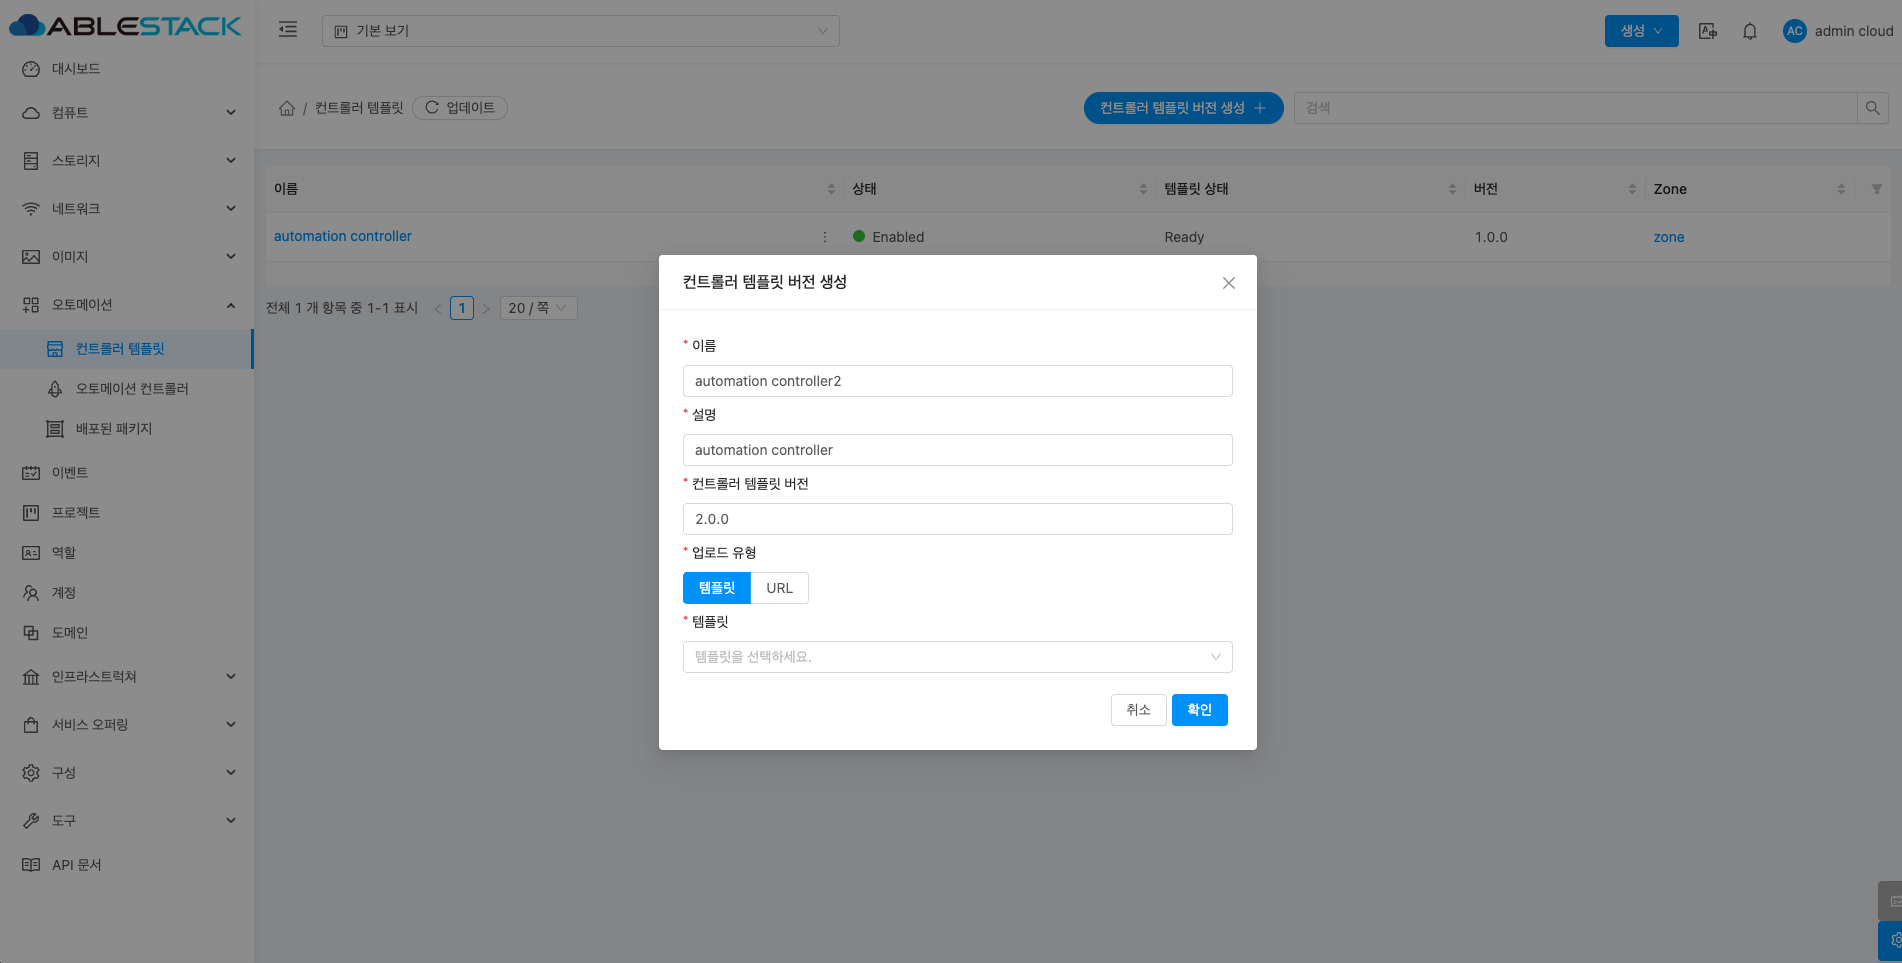 ABLESTACK
기본 보기
생성
AC
admin cloud
대시보드
컴퓨트
스토리지
네트워크
이미지
오토메이션
컨트롤러 템플릿
오토메이션 컨트롤러
배포된 패키지
이벤트
프로젝트
역할
계정
도메인
인프라스트럭쳐
서비스 오퍼링
구성
도구
API 문서
/ 컨트롤러 템플릿
업데이트
컨트롤러 템플릿 버전 생성
검색
이름 상태 템플릿 상태 버전 Zone
automation controller Enabled Ready 1.0.0 zone
전체 1 개 항목 중 1-1 표시 < 1 > 20 / 쪽
컨트롤러 템플릿 버전 생성
* 이름
automation controller2
* 설명
automation controller
* 컨트롤러 템플릿 버전
2.0.0
* 업로드 유형
템플릿 URL
* 템플릿
템플릿을 선택하세요.
취소 확인